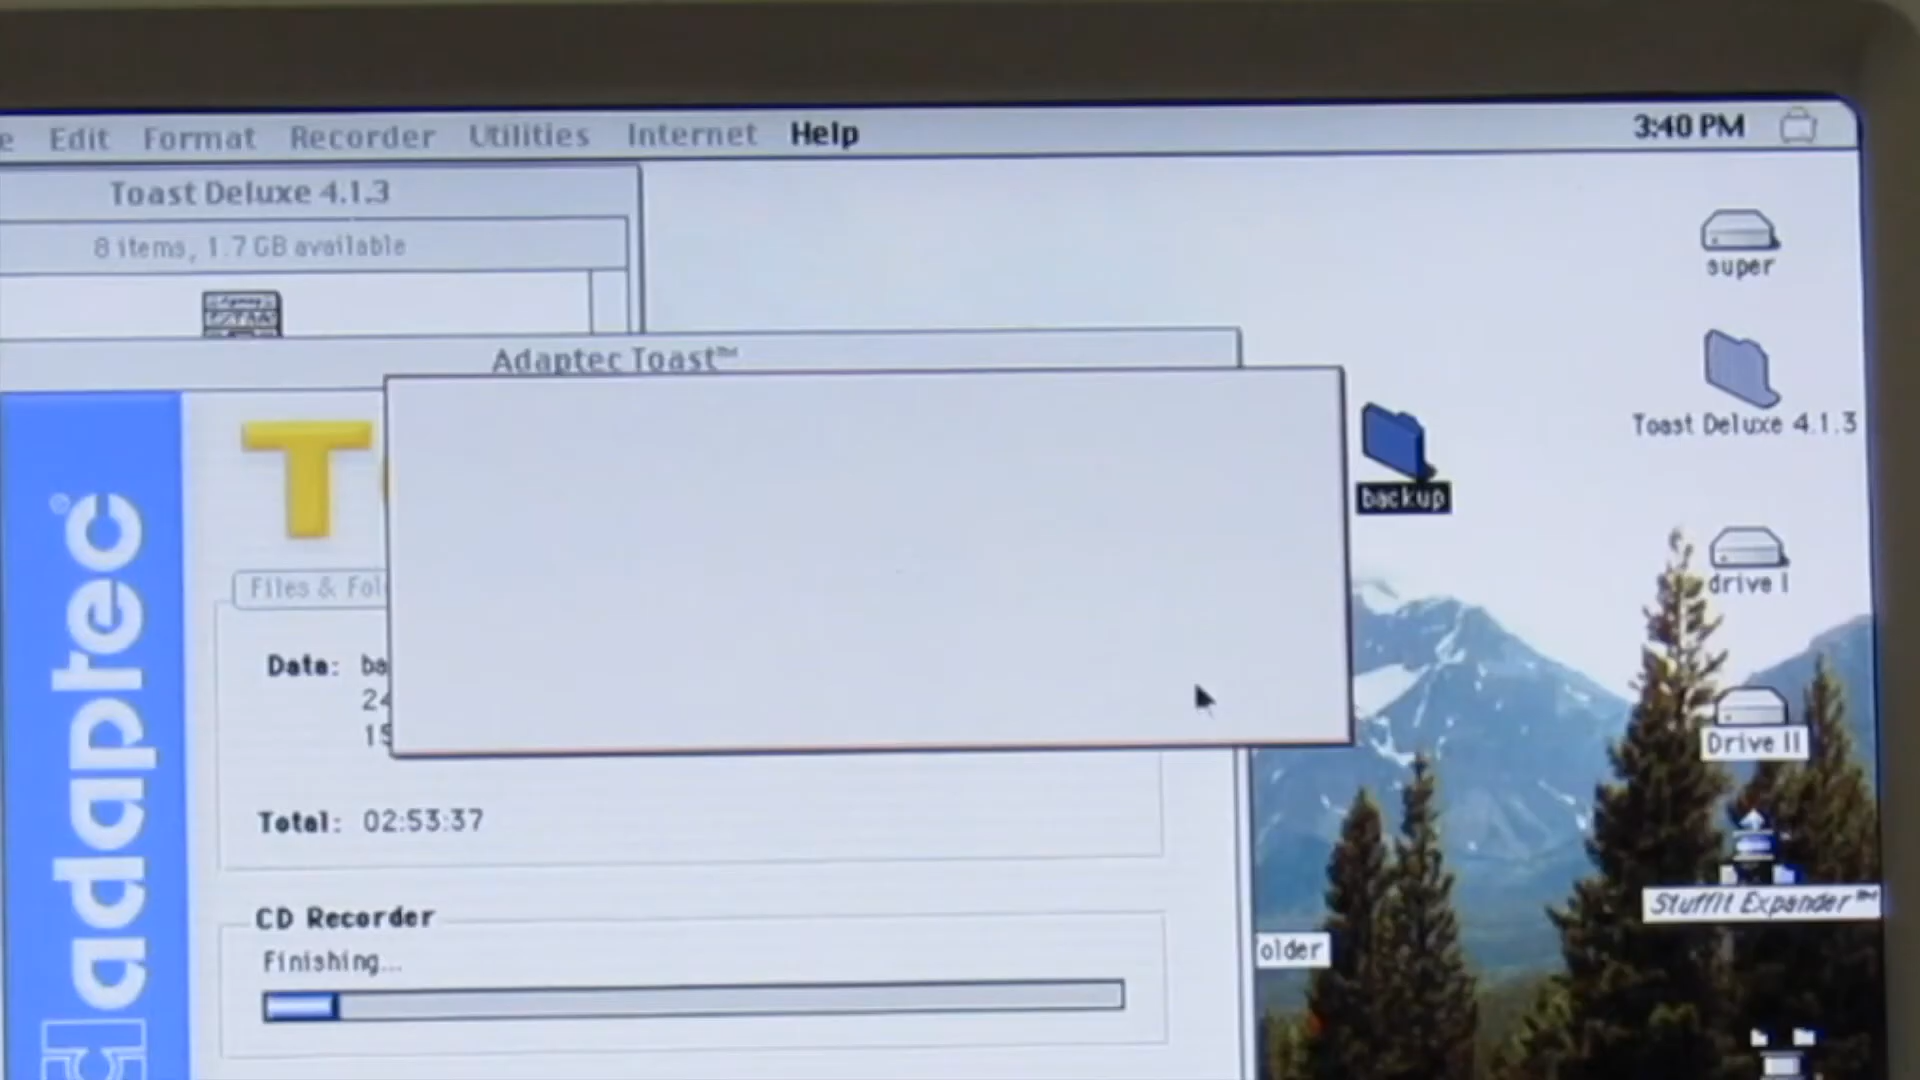 Edit Format Recorder Utilities Internet Help 3:40 PM
Toast Deluxe 4.1.3
8 items, 1.7 GB available
super
Adaptec Toast™
Toast Deluxe 4.1.3
backup
Files &
drive I
Data:
Drive II
Total: 02:53:37
StuffIt Expander™
CD Recorder
older
Finishing...
adaptec®